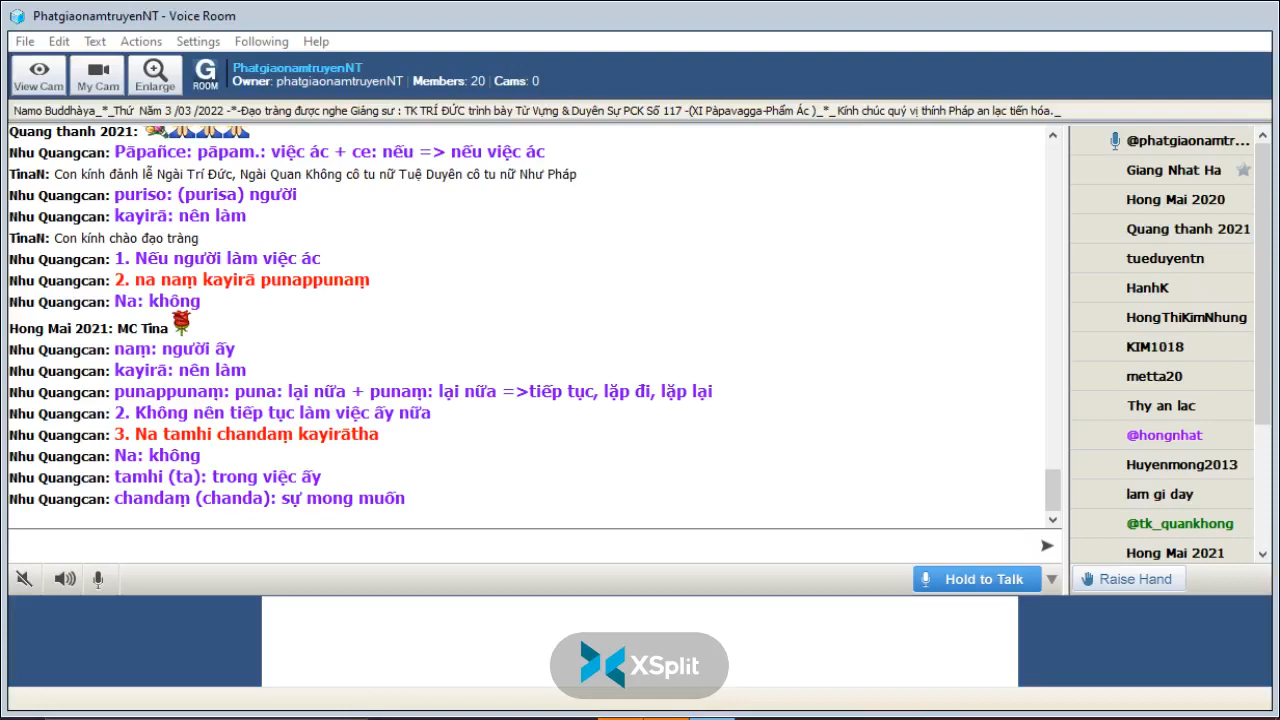 PhatgiaonamtruyenNT - Voice Room
File Edit Text Actions Settings Following Help
View Cam My Cam Enlarge G ROOM
PhatgiaonamtruyenNT
Owner: phatgiaonamtruyenNT | Members: 20 | Cams: 0
Namo Buddhàya_*_Thứ Năm 3 /03 /2022 -*-Đạo tràng được nghe Giảng sư : TK TRÍ ĐỨC trình bày Từ Vựng & Duyên Sự PCK Số 117 -(XI Pàpavagga-Phẩm Ác )_*_ Kính chúc quý vị thính Pháp an lạc tiến hóa._
Quang thanh 2021:
Nhu Quangcan: Pāpañce: pāpam.: việc ác + ce: nếu => nếu việc ác
TinaN: Con kính đảnh lễ Ngài Trí Đức, Ngài Quan Không cô tu nữ Tuệ Duyên cô tu nữ Như Pháp
Nhu Quangcan: puriso: (purisa) người
Nhu Quangcan: kayirā: nên làm
TinaN: Con kính chào đạo tràng
Nhu Quangcan: 1. Nếu người làm việc ác
Nhu Quangcan: 2. na naṃ kayirā punappunaṃ
Nhu Quangcan: Na: không
Hong Mai 2021: MC Tina
Nhu Quangcan: naṃ: người ấy
Nhu Quangcan: kayirā: nên làm
Nhu Quangcan: punappunaṃ: puna: lại nữa + punaṃ: lại nữa =>tiếp tục, lặp đi, lặp lại
Nhu Quangcan: 2. Không nên tiếp tục làm việc ấy nữa
Nhu Quangcan: 3. Na tamhi chandaṃ kayirātha
Nhu Quangcan: Na: không
Nhu Quangcan: tamhi (ta): trong việc ấy
Nhu Quangcan: chandaṃ (chanda): sự mong muốn
@phatgiaonamtr...
Giang Nhat Ha
Hong Mai 2020
Quang thanh 2021
tueduyentn
HanhK
HongThiKimNhung
KIM1018
metta20
Thy an lac
@hongnhat
Huyenmong2013
lam gi day
@tk_quankhong
Hong Mai 2021
Hold to Talk
Raise Hand
XSplit